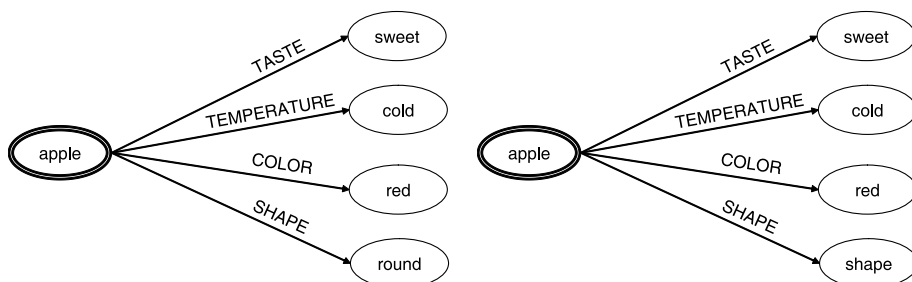 apple
TASTE
sweet
TEMPERATURE
cold
COLOR
red
SHAPE
round
apple
TASTE
sweet
TEMPERATURE
cold
COLOR
red
SHAPE
shape